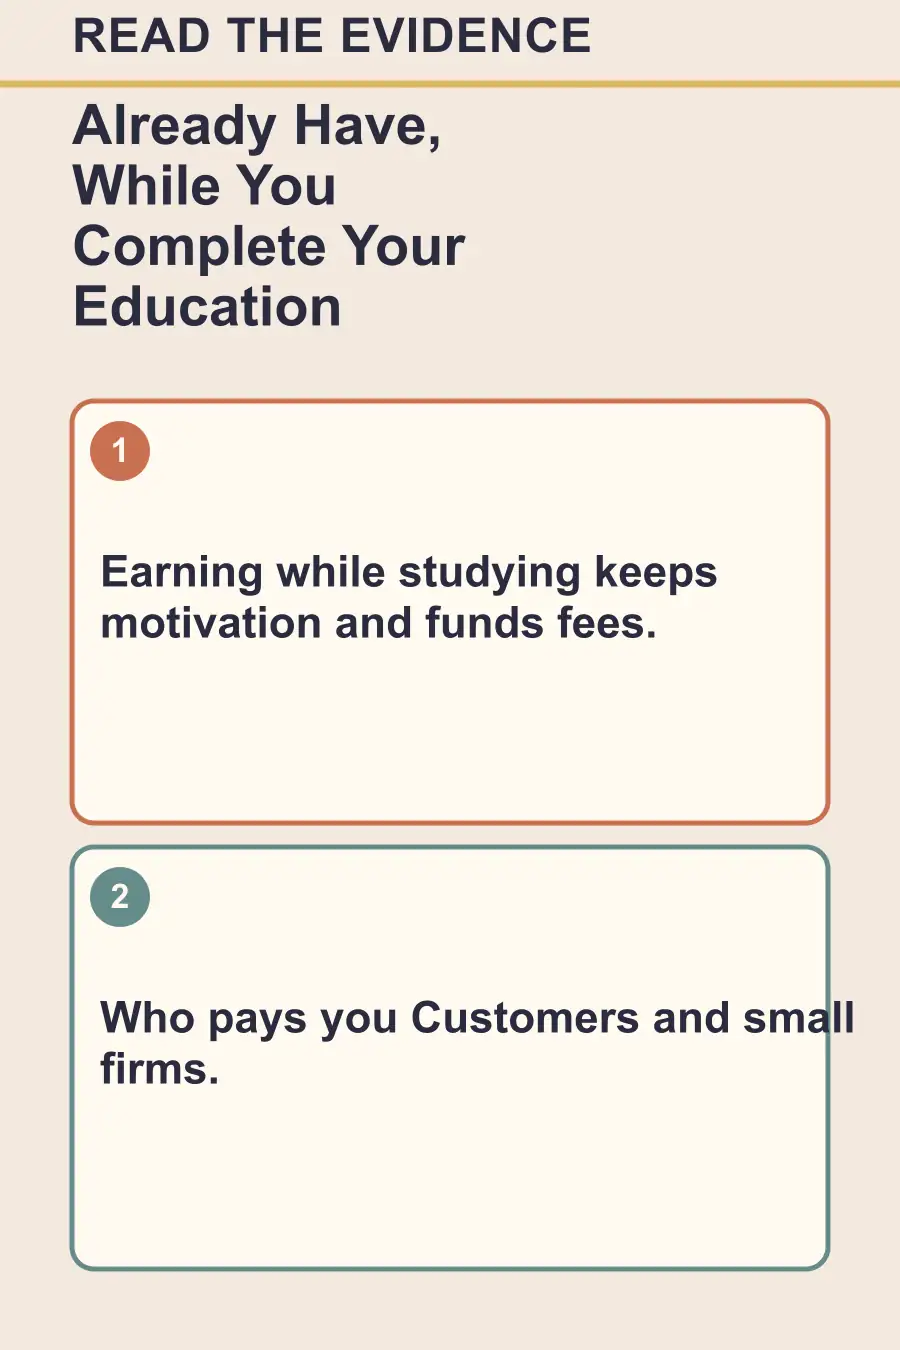 READ THE EVIDENCE
Already Have,
While You
Complete Your
Education
1
Earning while studying keeps
motivation and funds fees.
2
Who pays you Customers and small
firms.